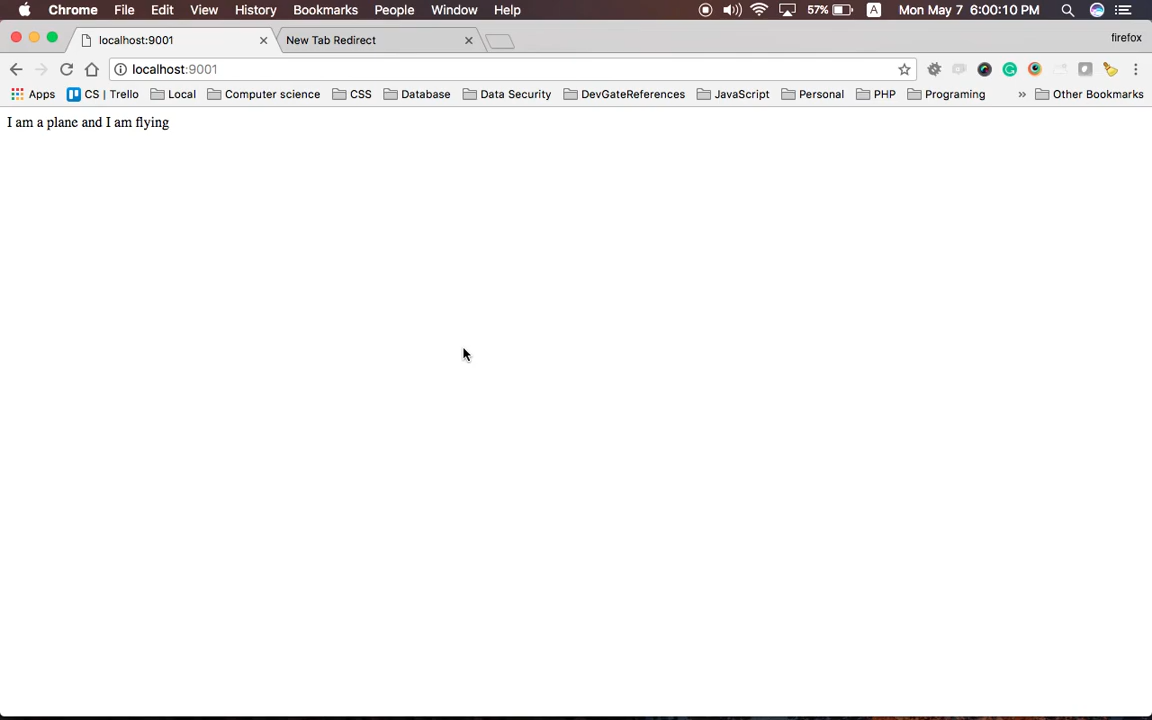 Chrome File Edit View History Bookmarks People Window Help 57% A Mon May 7 6:00:10 PM
localhost:9001 New Tab Redirect firefox
localhost:9001
Apps CS | Trello Local Computer science CSS Database Data Security DevGateReferences JavaScript Personal PHP Programing » Other Bookmarks
I am a plane and I am flying